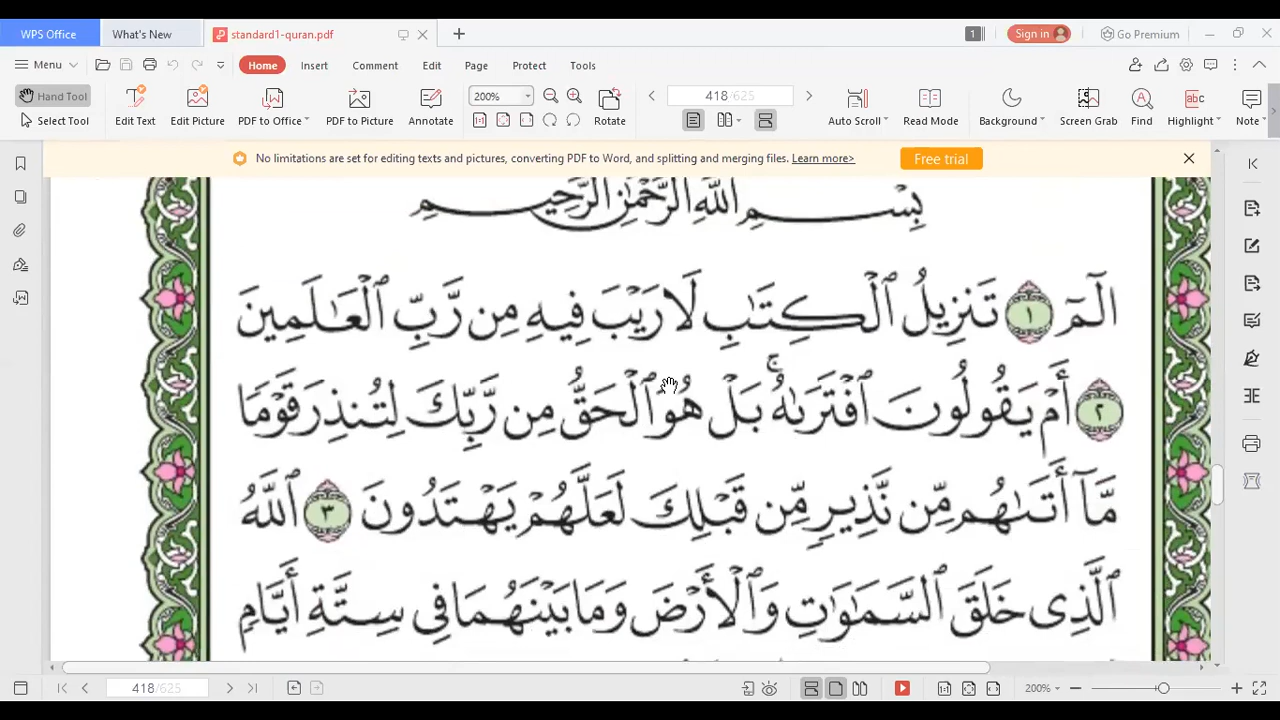 WPS Office What's New standard1-quran.pdf 1 Sign in Go Premium
Menu Home Insert Comment Edit Page Protect Tools
Hand Tool 200% 418/625
Select Tool Edit Text Edit Picture PDF to Office PDF to Picture Annotate Rotate Auto Scroll Read Mode Background Screen Grab Find Highlight Note
No limitations are set for editing texts and pictures, converting PDF to Word, and splitting and merging files. Learn more> Free trial
بِسْمِ ٱللَّهِ ٱلرَّحْمَٰنِ ٱلرَّحِيمِ
الٓمٓ ١ تَنزِيلُ ٱلْكِتَٰبِ لَا رَيْبَ فِيهِ مِن رَّبِّ ٱلْعَٰلَمِينَ
٢ أَمْ يَقُولُونَ ٱفْتَرَىٰهُ ۚ بَلْ هُوَ ٱلْحَقُّ مِن رَّبِّكَ لِتُنذِرَ قَوْمًا
مَّآ أَتَىٰهُم مِّن نَّذِيرٍ مِّن قَبْلِكَ لَعَلَّهُمْ يَهْتَدُونَ ٣ ٱللَّهُ
ٱلَّذِى خَلَقَ ٱلسَّمَٰوَٰتِ وَٱلْأَرْضَ وَمَا بَيْنَهُمَا فِى سِتَّةِ أَيَّامٍ
418/625 200%